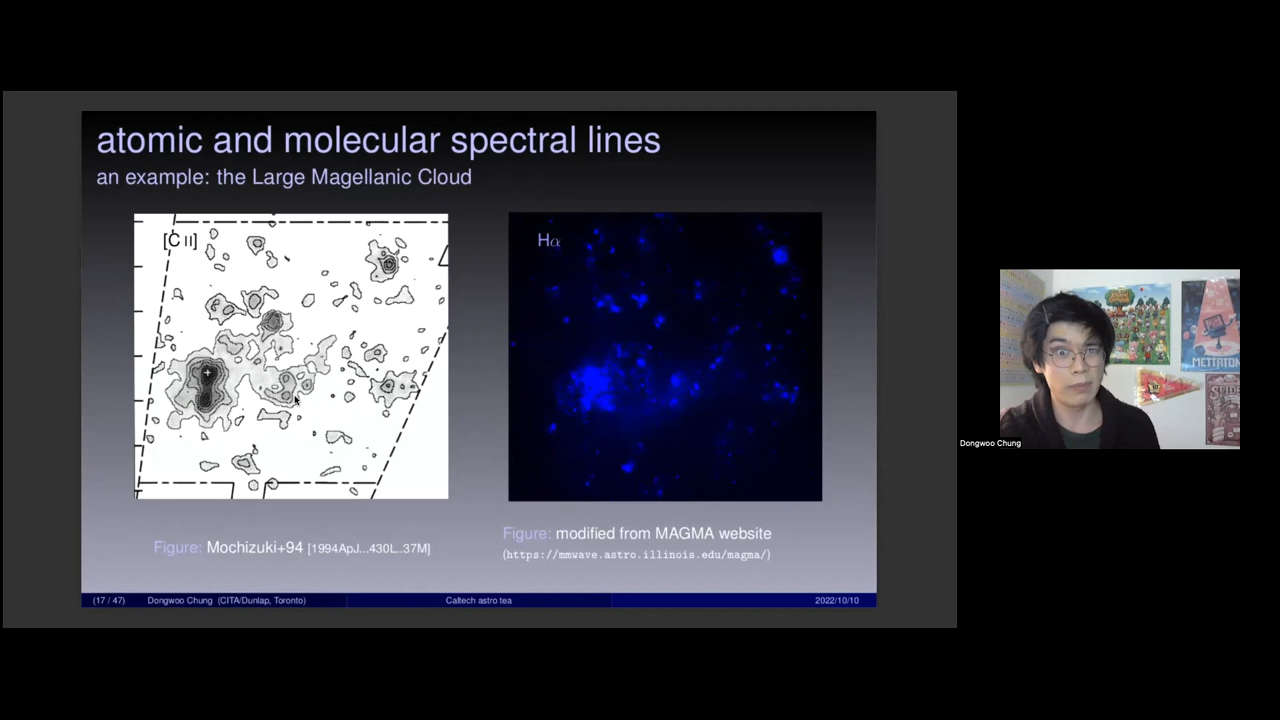 atomic and molecular spectral lines
an example: the Large Magellanic Cloud
[C II]
Hα
Figure: Mochizuki+94 [1994ApJ...430L..37M]
Figure: modified from MAGMA website
(https://mmwave.astro.illinois.edu/magma/)
(17 / 47) Dongwoo Chung (CITA/Dunlap, Toronto) Caltech astro tea 2022/10/10
METTATON
Dongwoo Chung